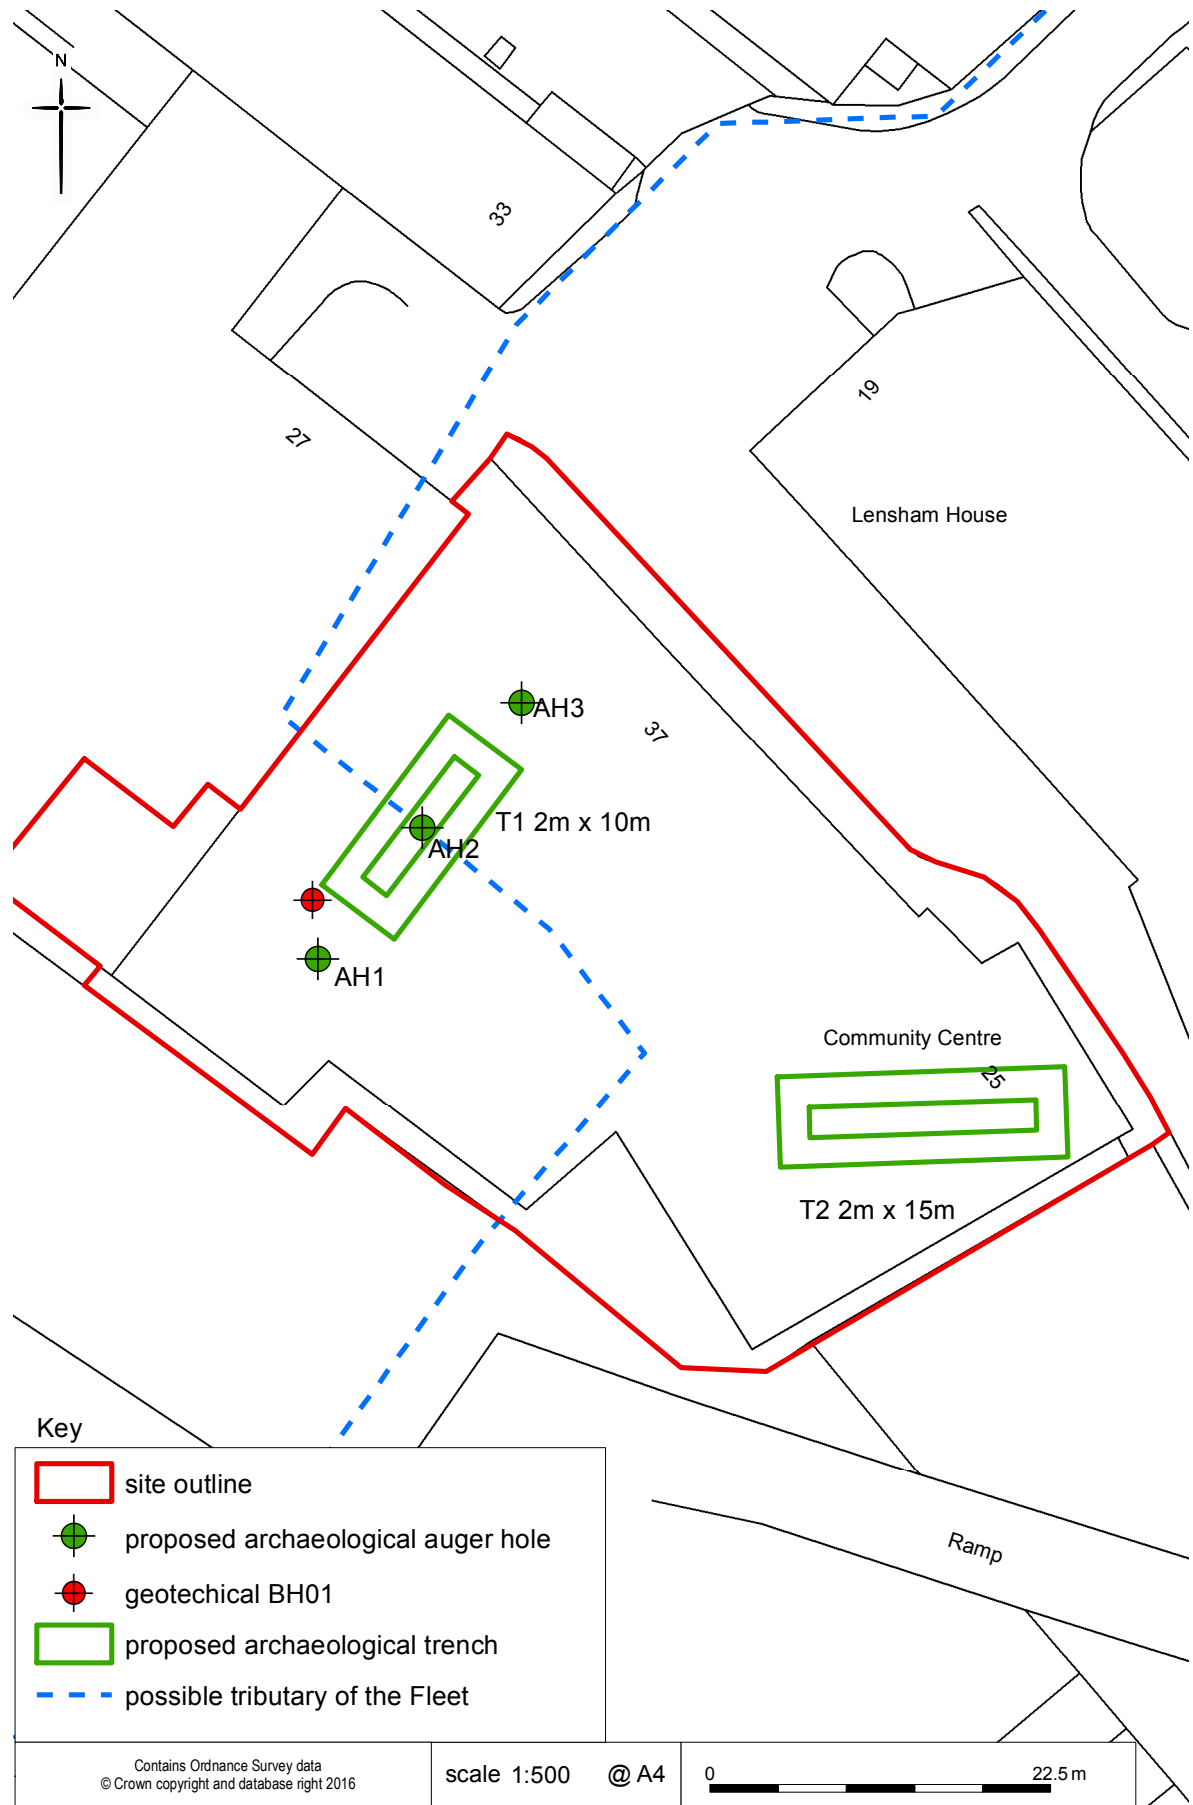 N
33
27
19
Lensham House
AH3
37
T1 2m x 10m
AH2
AH1
Community Centre
25
T2 2m x 15m
Ramp
Key
site outline
proposed archaeological auger hole
geotechical BH01
proposed archaeological trench
possible tributary of the Fleet
Contains Ordnance Survey data
© Crown copyright and database right 2016
scale 1:500 @ A4
0 22.5 m